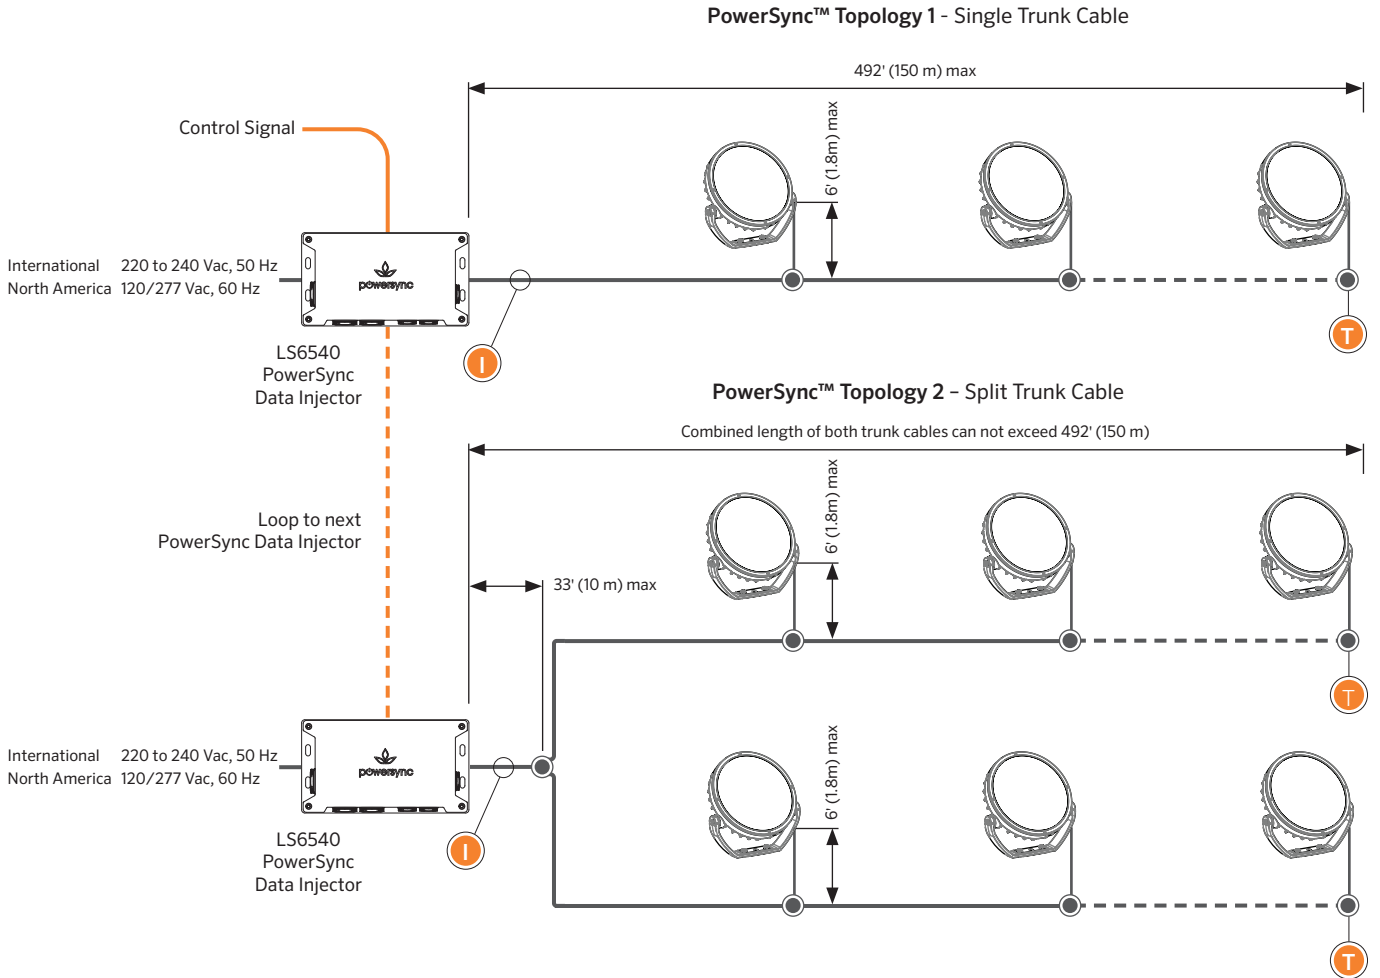 PowerSync™ Topology 1 - Single Trunk Cable
492' (150 m) max
Control Signal
6' (1.8m) max
International 220 to 240 Vac, 50 Hz
North America 120/277 Vac, 60 Hz
powersync
LS6540
PowerSync
Data Injector
I
T
PowerSync™ Topology 2 – Split Trunk Cable
Combined length of both trunk cables can not exceed 492' (150 m)
6' (1.8m) max
Loop to next
PowerSync Data Injector
33' (10 m) max
T
6' (1.8m) max
International 220 to 240 Vac, 50 Hz
North America 120/277 Vac, 60 Hz
powersync
LS6540
PowerSync
Data Injector
I
T